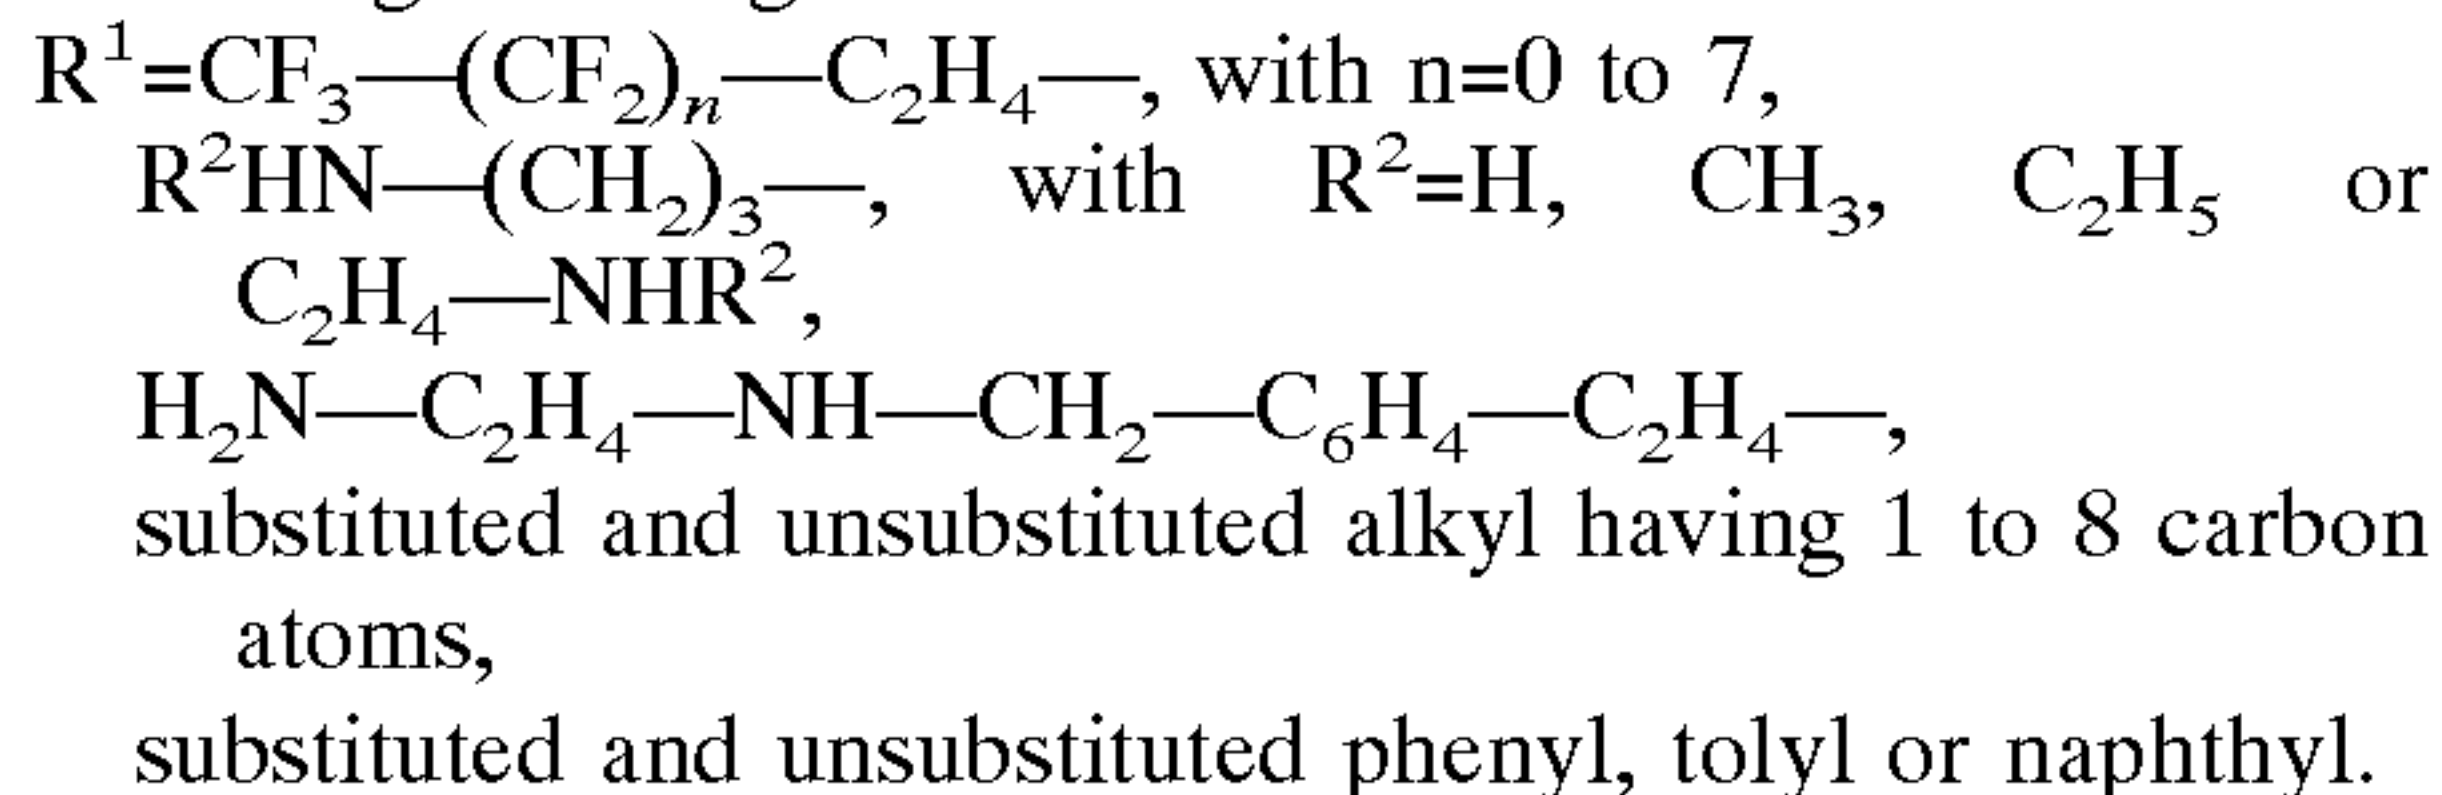 R¹=CF₃—(CF₂)ₙ—C₂H₄—, with n=0 to 7,
R²HN—(CH₂)₃—, with R²=H, CH₃, C₂H₅ or
C₂H₄—NHR²,
H₂N—C₂H₄—NH—CH₂—C₆H₄—C₂H₄—,
substituted and unsubstituted alkyl having 1 to 8 carbon
atoms,
substituted and unsubstituted phenyl, tolyl or naphthyl.